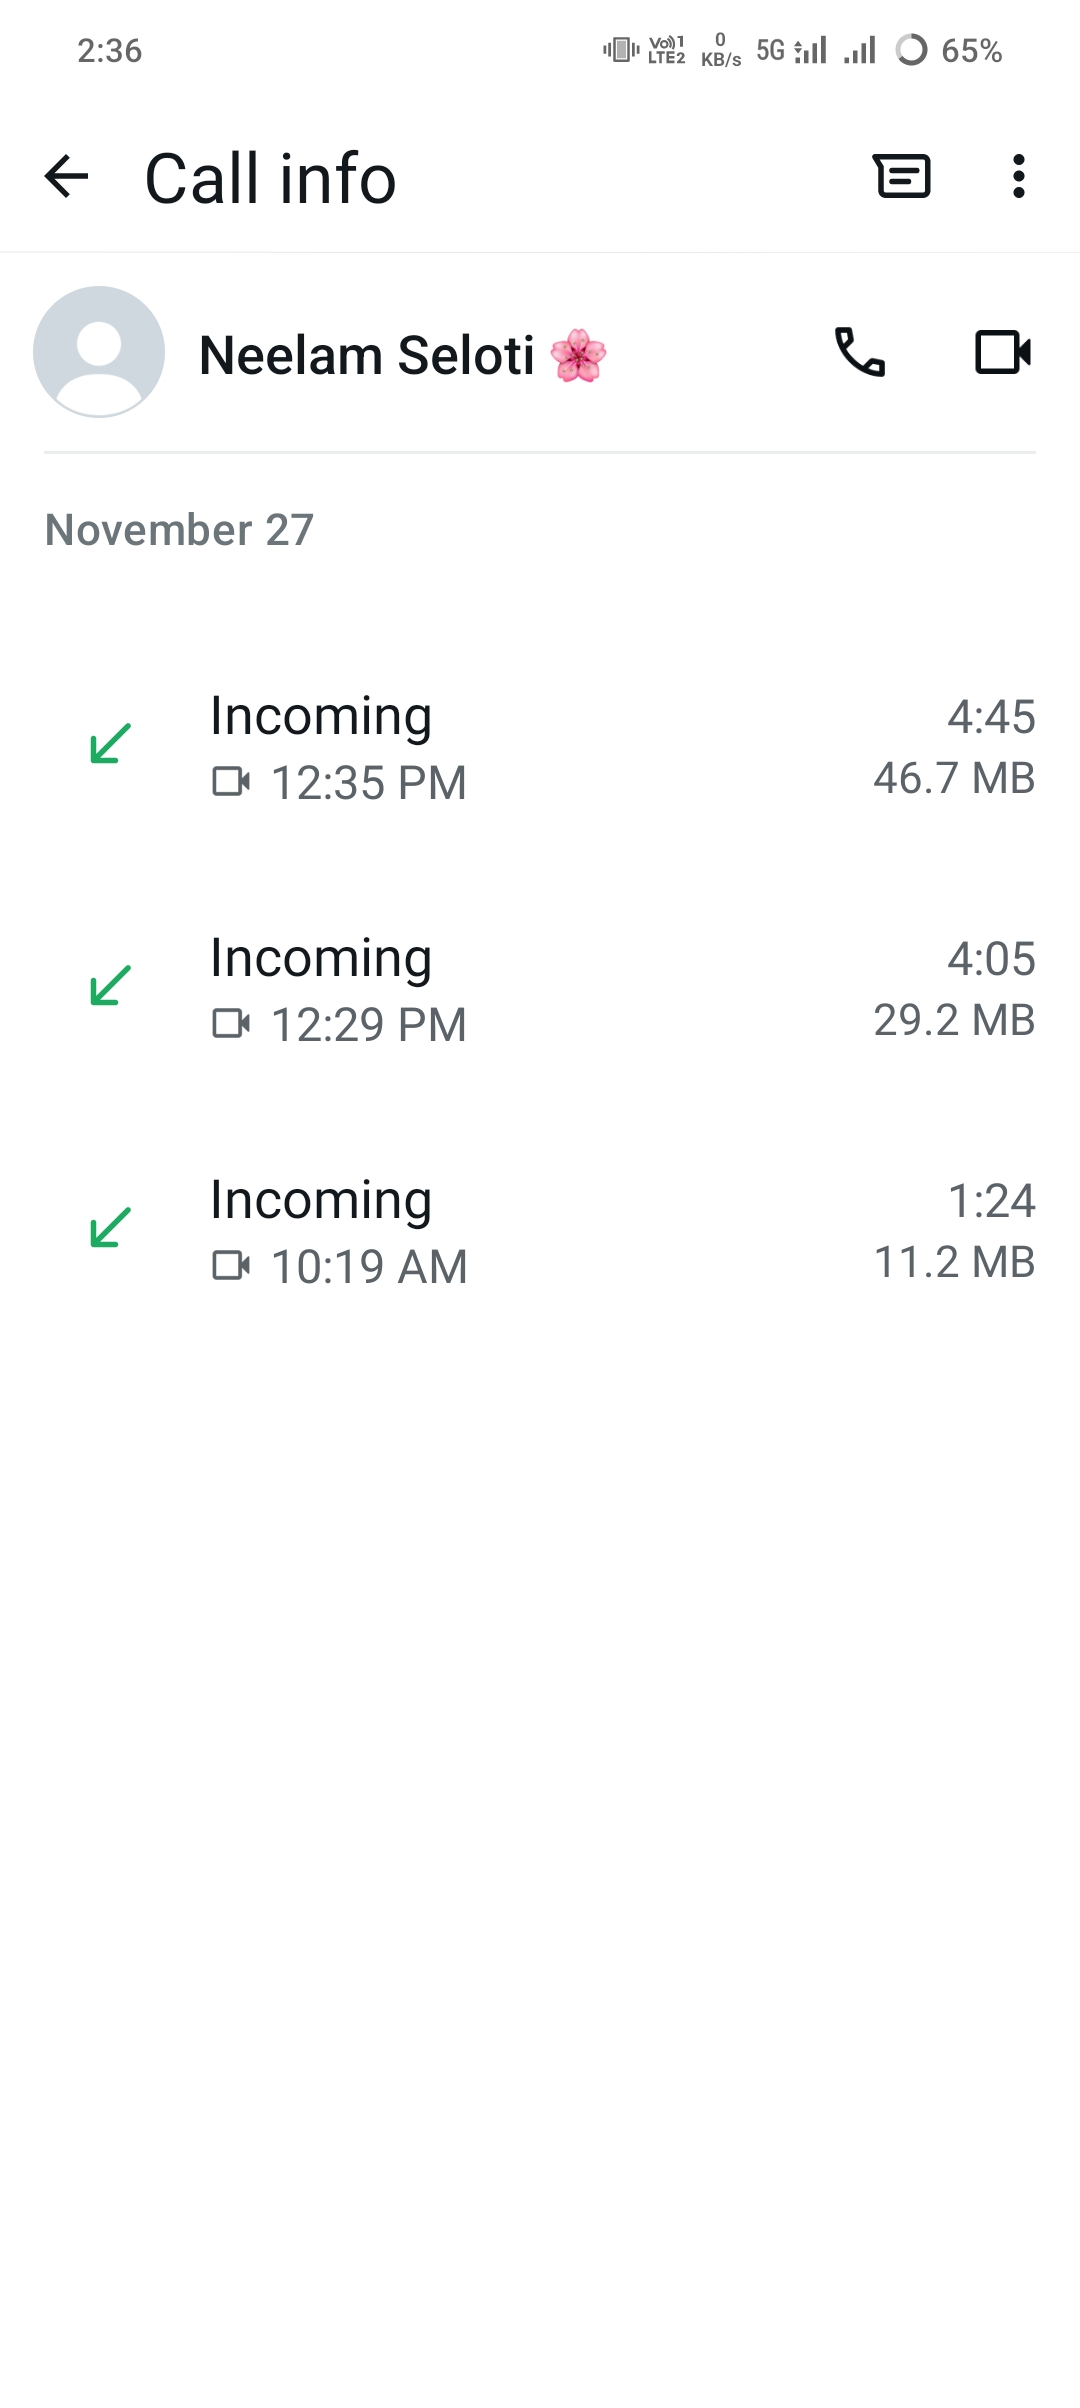 2:36 Vo)) 1 LTE2 0 KB/s 5G 65%
Call info
Neelam Seloti 🌸
November 27
Incoming 4:45
12:35 PM 46.7 MB
Incoming 4:05
12:29 PM 29.2 MB
Incoming 1:24
10:19 AM 11.2 MB